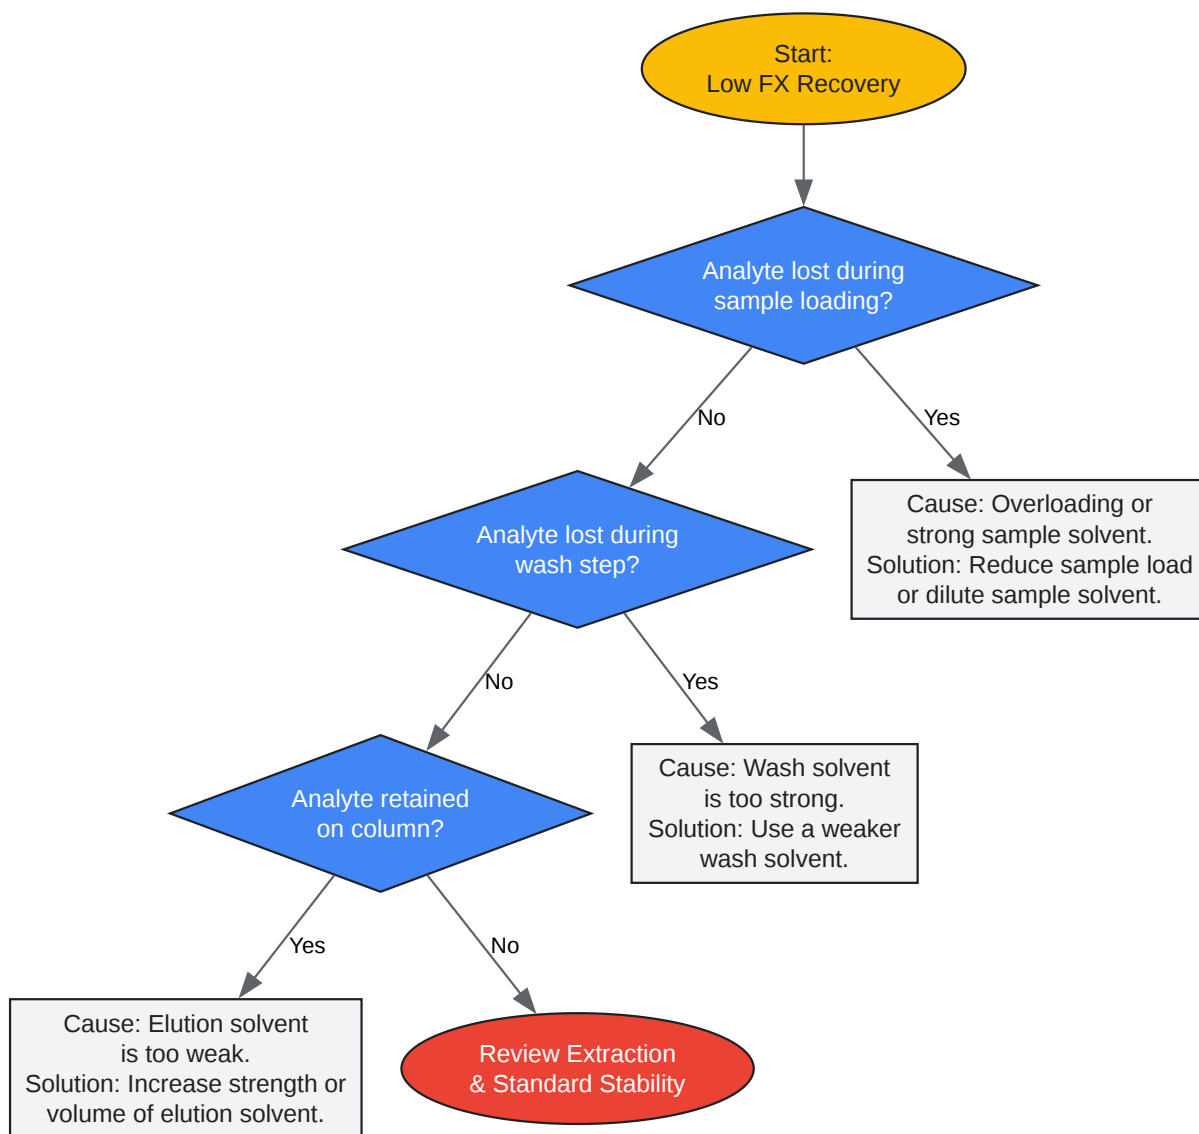 Start:
Low FX Recovery
Analyte lost during
sample loading?
No
Yes
Analyte lost during
wash step?
Cause: Overloading or
strong sample solvent.
Solution: Reduce sample load
or dilute sample solvent.
No
Yes
Analyte retained
on column?
Cause: Wash solvent
is too strong.
Solution: Use a weaker
wash solvent.
Yes
No
Cause: Elution solvent
is too weak.
Solution: Increase strength or
volume of elution solvent.
Review Extraction
& Standard Stability